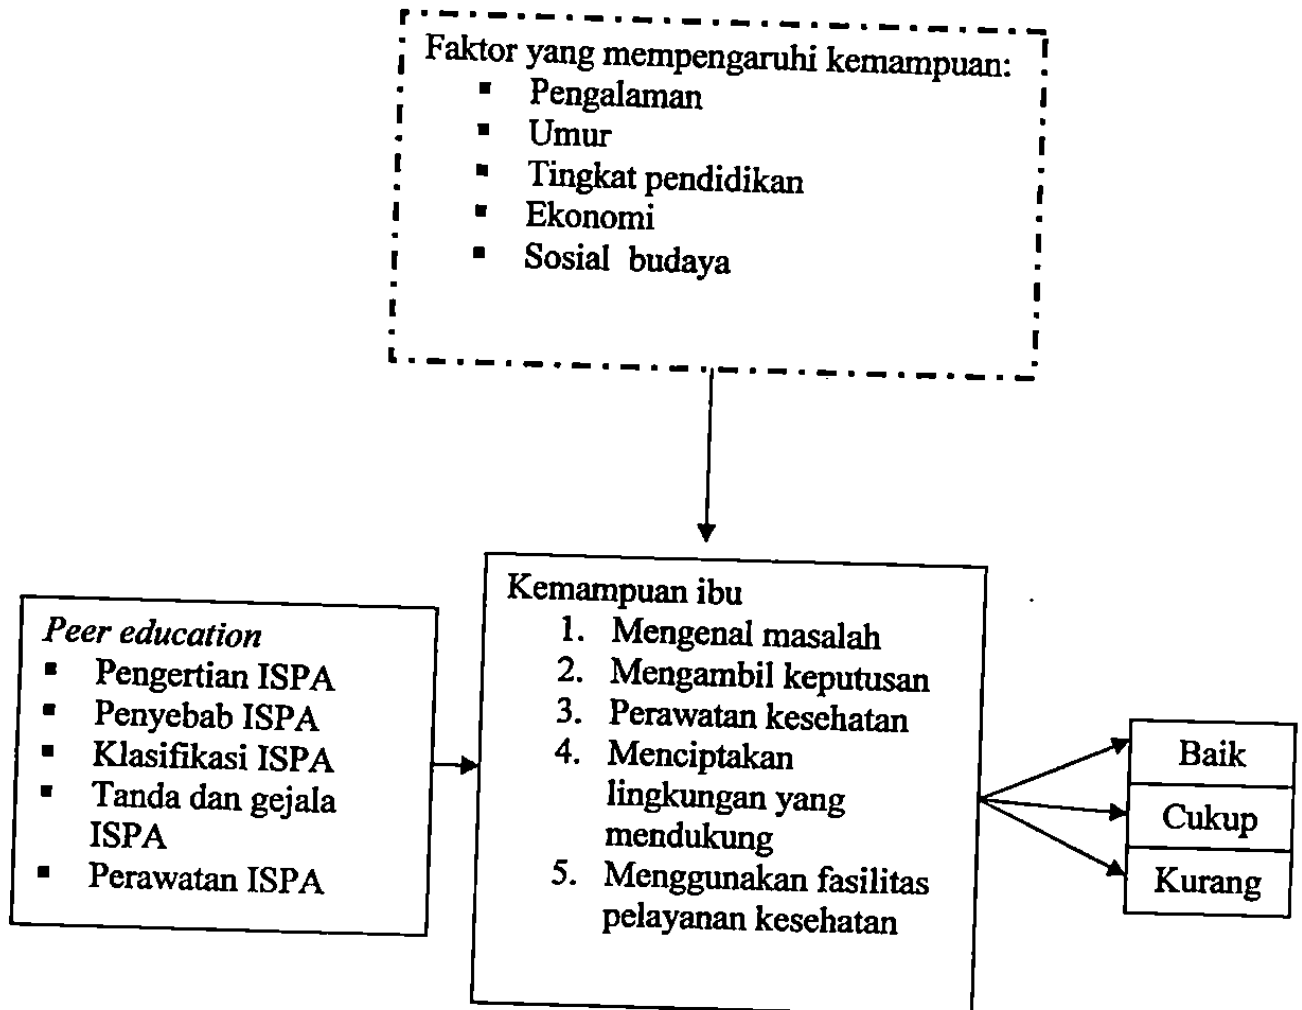 Faktor yang mempengaruhi kemampuan:
▪ Pengalaman
▪ Umur
▪ Tingkat pendidikan
▪ Ekonomi
▪ Sosial budaya
Peer education
▪ Pengertian ISPA
▪ Penyebab ISPA
▪ Klasifikasi ISPA
▪ Tanda dan gejala
ISPA
▪ Perawatan ISPA
Kemampuan ibu
1. Mengenal masalah
2. Mengambil keputusan
3. Perawatan kesehatan
4. Menciptakan
lingkungan yang
mendukung
5. Menggunakan fasilitas
pelayanan kesehatan
Baik
Cukup
Kurang